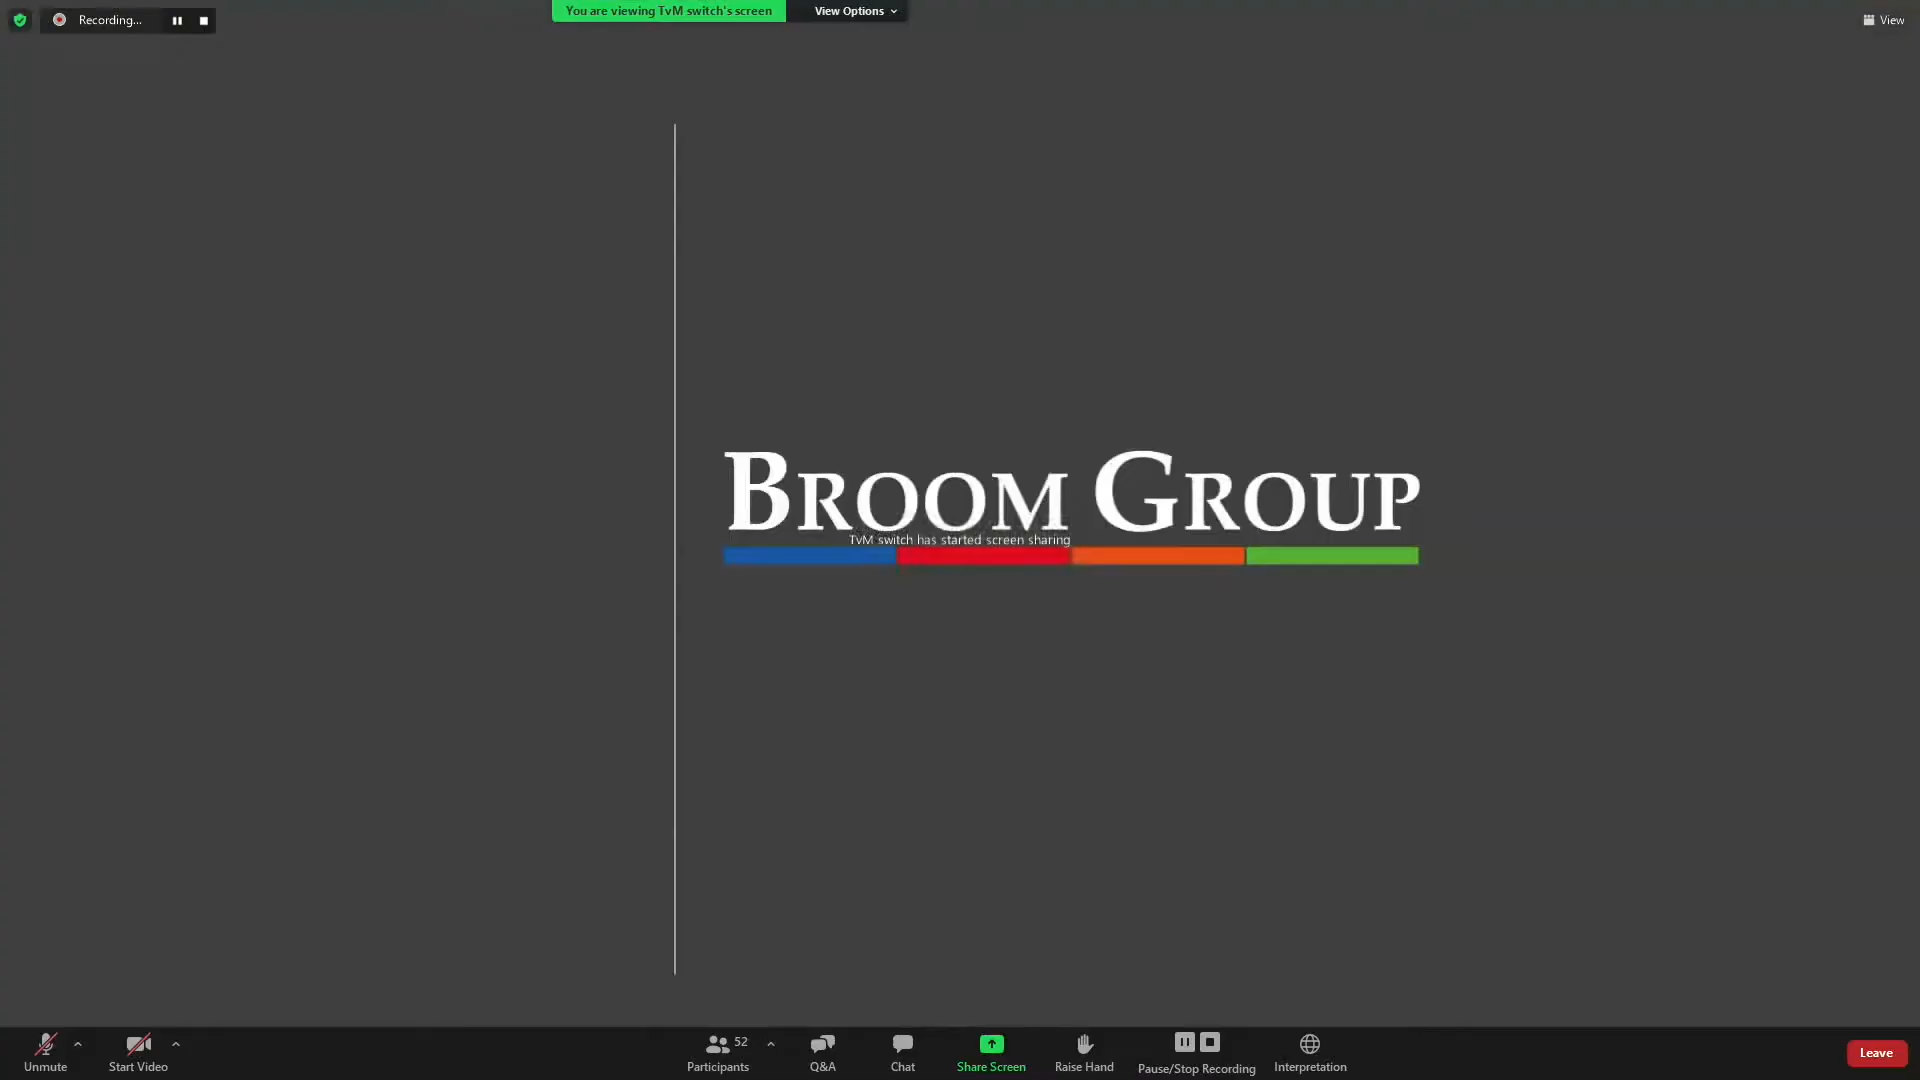 Recording...
You are viewing TvM switch's screen
View Options
View
BROOM GROUP
TvM switch has started screen sharing
Unmute
Start Video
52
Participants
Q&A
Chat
Share Screen
Raise Hand
Pause/Stop Recording
Interpretation
Leave